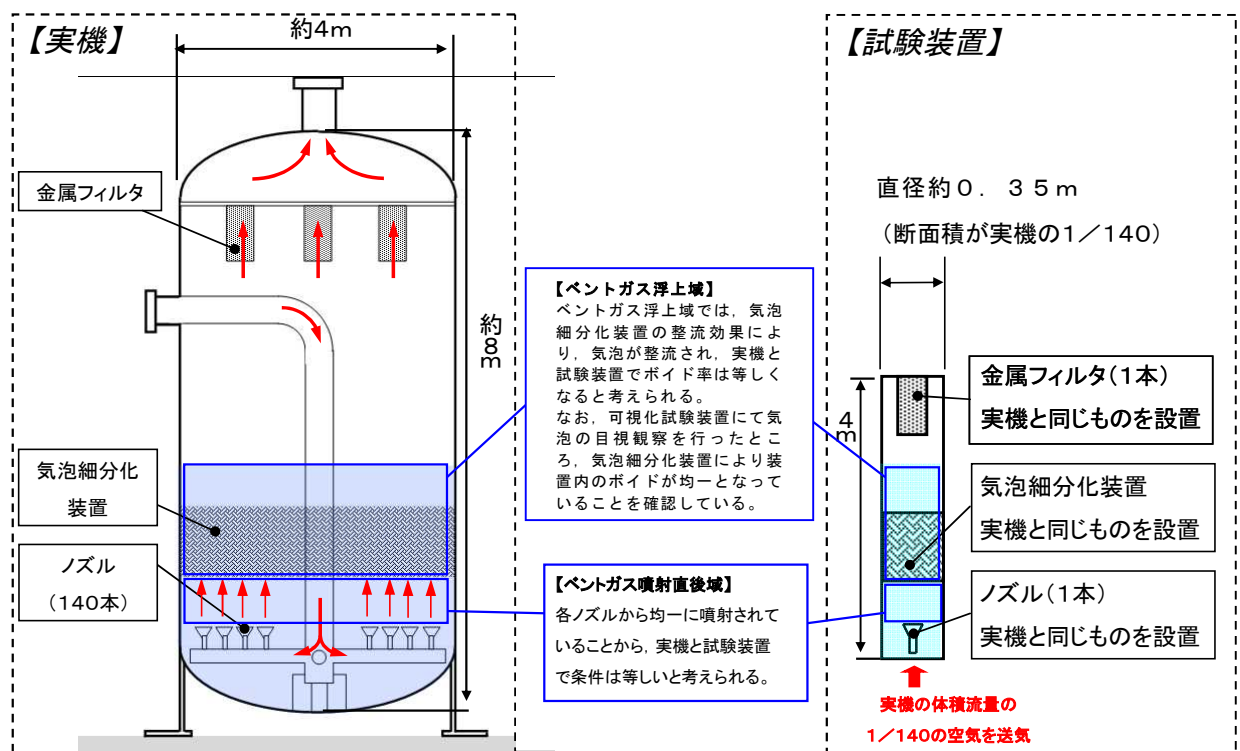 【実機】
約4m
金属フィルタ
約8m
気泡細分化
装置
ノズル
(140本)
【ベントガス浮上域】
ベントガス浮上域では，気泡
細分化装置の整流効果によ
り，気泡が整流され，実機と
試験装置でボイド率は等しく
なると考えられる。
なお，可視化試験装置にて気
泡の目視観察を行ったとこ
ろ，気泡細分化装置により装
置内のボイドが均一となって
いることを確認している。
【ベントガス噴射直後域】
各ノズルから均一に噴射されて
いることから，実機と試験装置
で条件は等しいと考えられる。
【試験装置】
直径約０．３５ｍ
(断面積が実機の1／140)
4m
金属フィルタ(1本)
実機と同じものを設置
気泡細分化装置
実機と同じものを設置
ノズル(1本)
実機と同じものを設置
実機の体積流量の
1／140の空気を送気